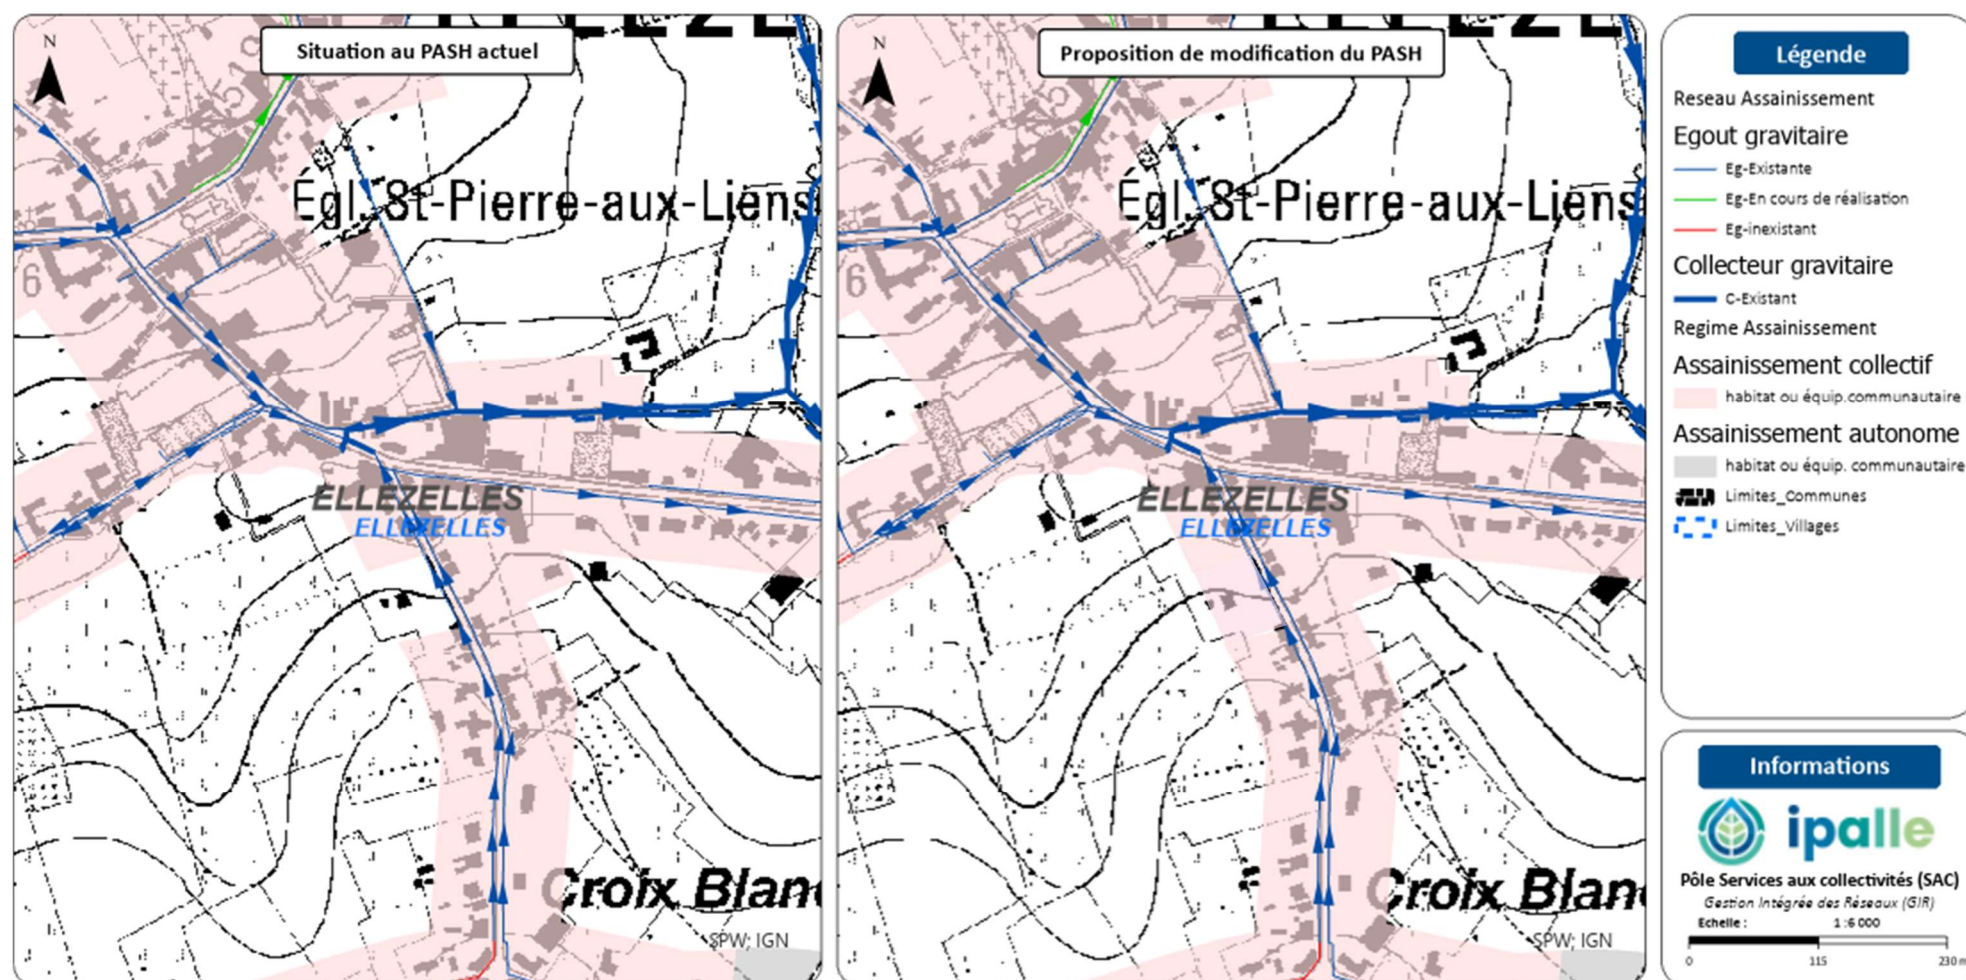 Situation au PASH actuel
N
Egl. St-Pierre-aux-Liens
6
ELLEZELLES
ELLEZELLES
Croix Blan
SPW; IGN
Proposition de modification du PASH
N
Egl. St-Pierre-aux-Liens
6
ELLEZELLES
ELLEZELLES
Croix Blan
SPW; IGN
Légende
Reseau Assainissement
Egout gravitaire
Eg-Existante
Eg-En cours de réalisation
Eg-inexistant
Collecteur gravitaire
C-Existant
Regime Assainissement
Assainissement collectif
habitat ou équip.communautaire
Assainissement autonome
habitat ou équip. communautaire
Limites_Communes
Limites_Villages
Informations
ipalle
Pôle Services aux collectivités (SAC)
Gestion Intégrée des Réseaux (GIR)
Echelle : 1:6 000
0 115 230 m